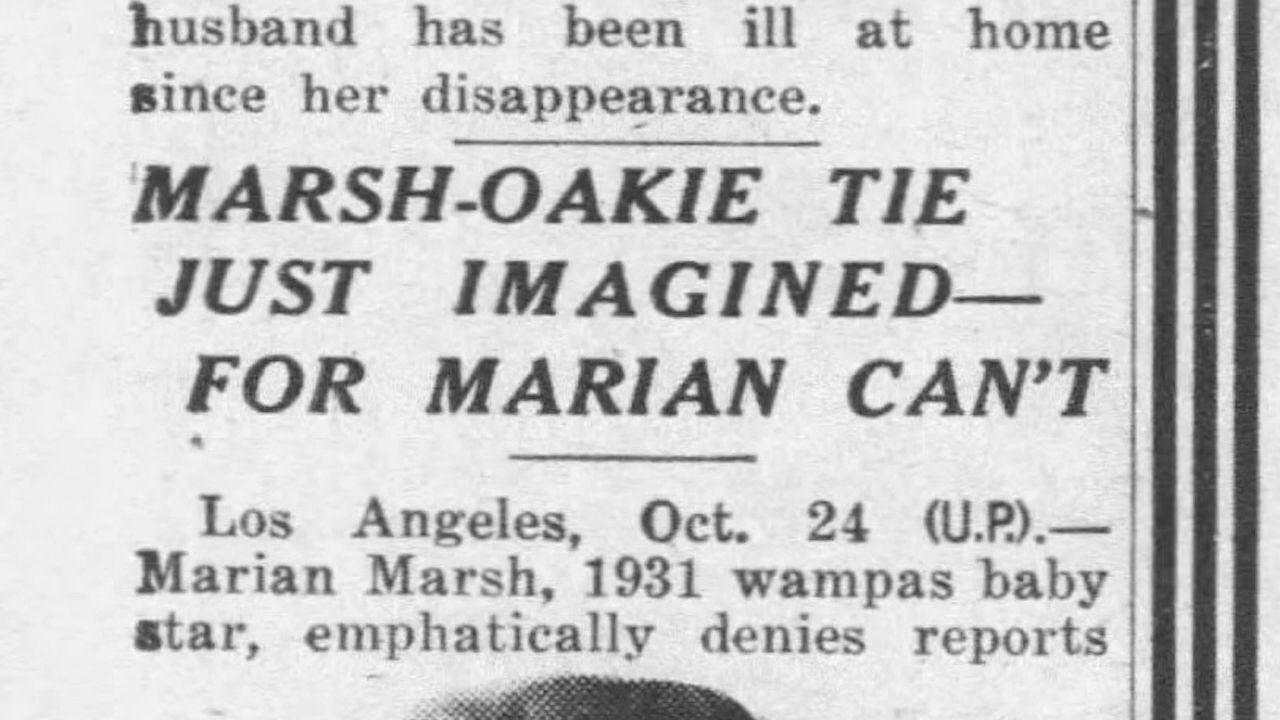 husband has been ill at home
since her disappearance.
MARSH-OAKIE TIE
JUST IMAGINED—
FOR MARIAN CAN'T
Los Angeles, Oct. 24 (U.P.).—
Marian Marsh, 1931 wampas baby
star, emphatically denies reports